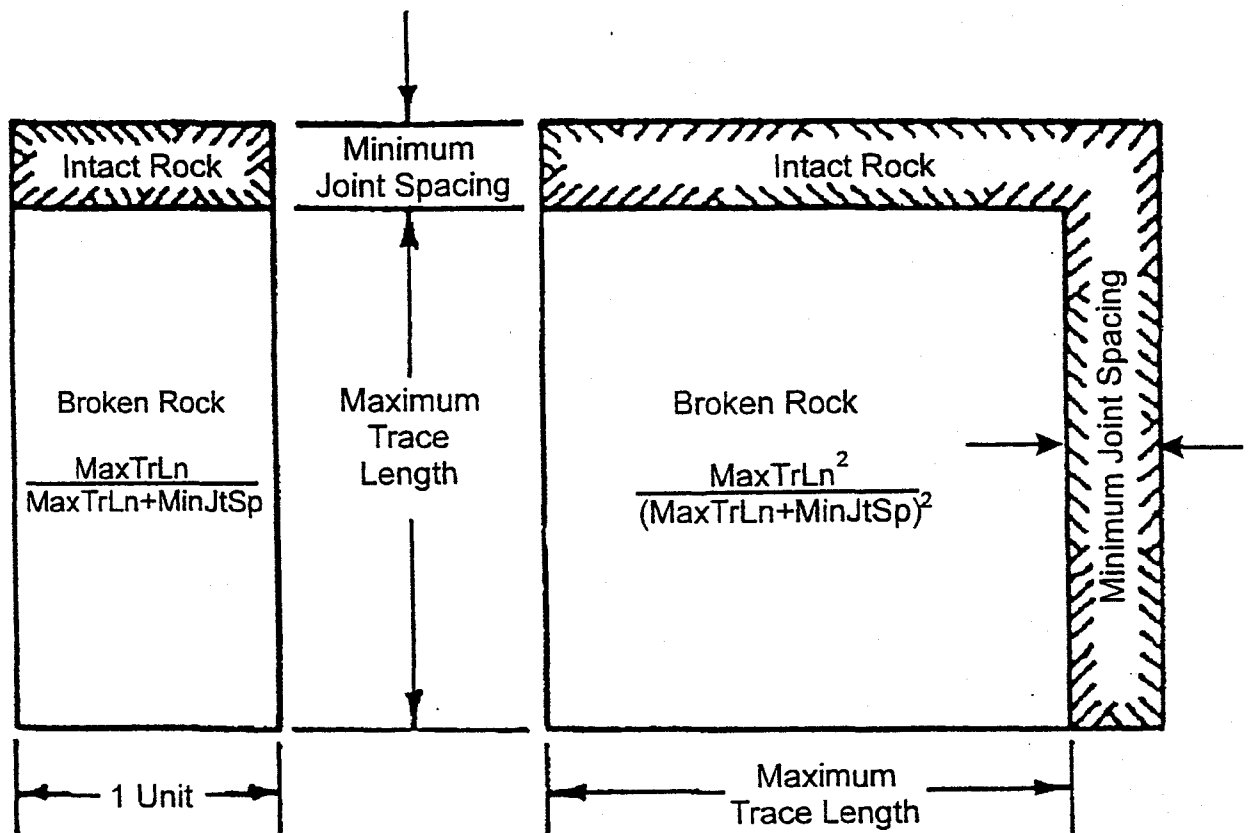 Intact Rock
Minimum
Joint Spacing
Intact Rock
Broken Rock
MaxTrLn
MaxTrLn+MinJtSp
Maximum
Trace
Length
Broken Rock
MaxTrLn²
(MaxTrLn+MinJtSp)²
Minimum Joint Spacing
1 Unit
Maximum
Trace Length